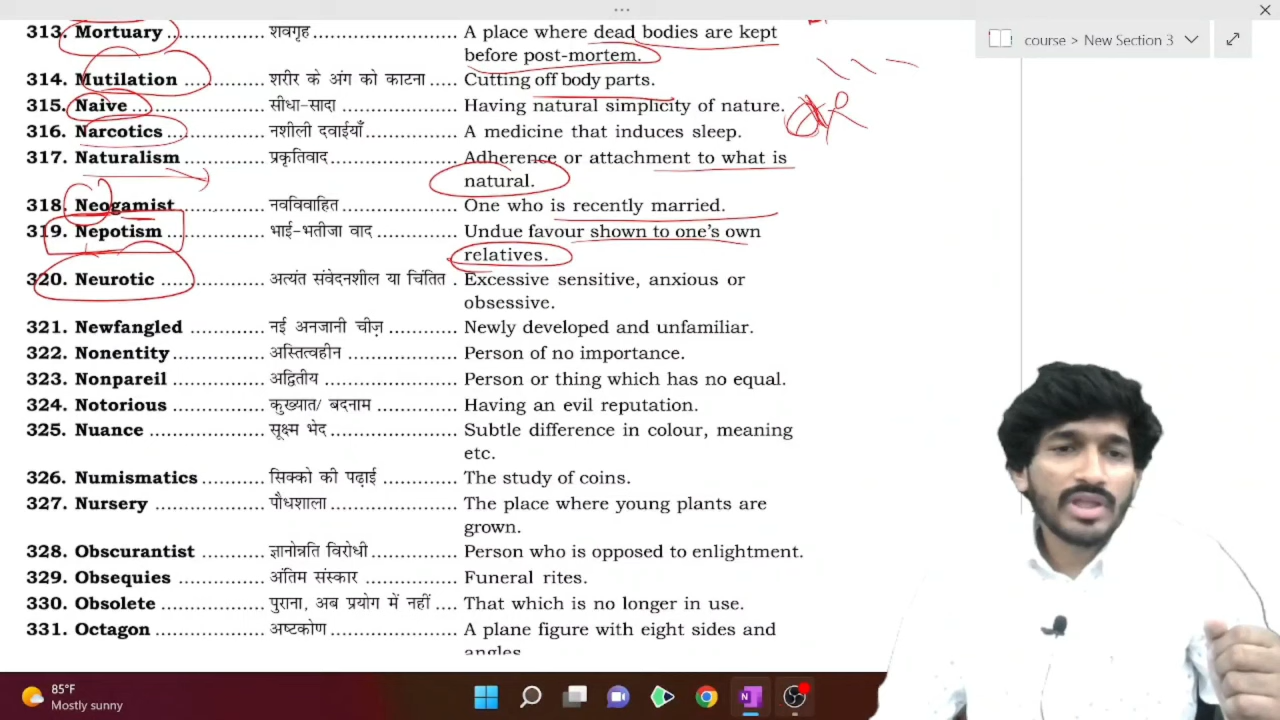 course > New Section 3
313. Mortuary .................. शवगृह .......................... A place where dead bodies are kept
before post-mortem.
314. Mutilation ................ शरीर के अंग को काटना ..... Cutting off body parts.
315. Naive ....................... सीधा-सादा .................... Having natural simplicity of nature.
316. Narcotics ................. नशीली दवाईयाँ ................ A medicine that induces sleep.
317. Naturalism .............. प्रकृतिवाद ...................... Adherence or attachment to what is
natural.
318. Neogamist ............... नवविवाहित .................... One who is recently married.
319. Nepotism ................. भाई-भतीजा वाद .............. Undue favour shown to one's own
relatives.
320. Neurotic .................. अत्यंत संवेदनशील या चिंतित . Excessive sensitive, anxious or
obsessive.
321. Newfangled ............. नई अनजानी चीज़ ............ Newly developed and unfamiliar.
322. Nonentity ................ अस्तित्वहीन .................... Person of no importance.
323. Nonpareil ................ अद्वितीय ........................ Person or thing which has no equal.
324. Notorious ................ कुख्यात/ बदनाम .............. Having an evil reputation.
325. Nuance .................... सूक्ष्म भेद ....................... Subtle difference in colour, meaning
etc.
326. Numismatics ........... सिक्को की पढ़ाई ............... The study of coins.
327. Nursery ................... पौधशाला ....................... The place where young plants are
grown.
328. Obscurantist ........... ज्ञानोन्नति विरोधी ............... Person who is opposed to enlightment.
329. Obsequies ............... अंतिम संस्कार ................. Funeral rites.
330. Obsolete .................. पुराना, अब प्रयोग में नहीं .... That which is no longer in use.
331. Octagon ................... अष्टकोण ........................ A plane figure with eight sides and
angles
85°F
Mostly sunny